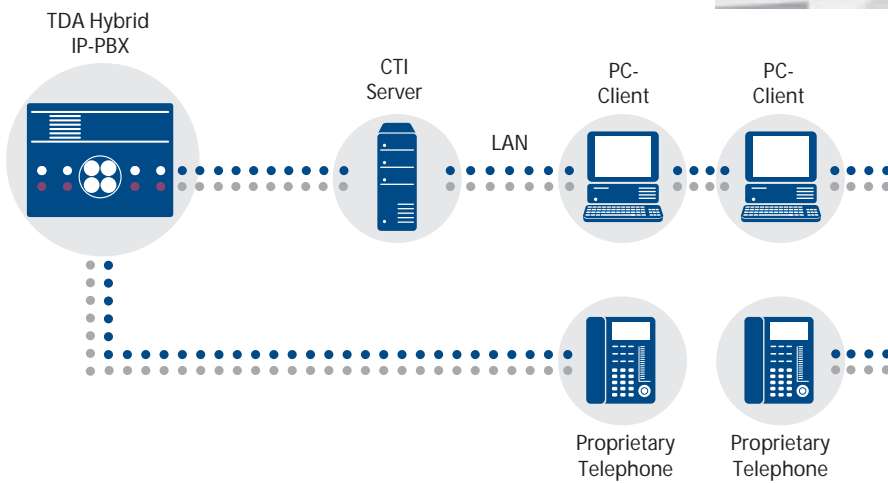 TDA Hybrid
IP-PBX
CTI
Server
LAN
PC-
Client
PC-
Client
Proprietary
Telephone
Proprietary
Telephone